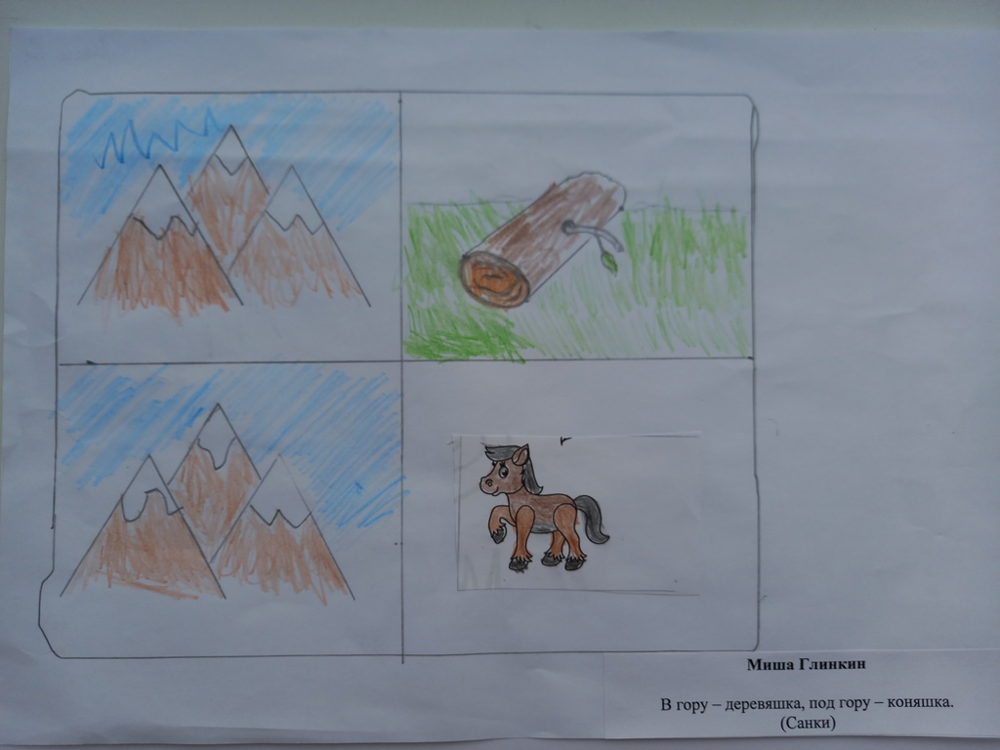 Миша Глинкин
В гору – деревяшка, под гору – коняшка.
(Санки)